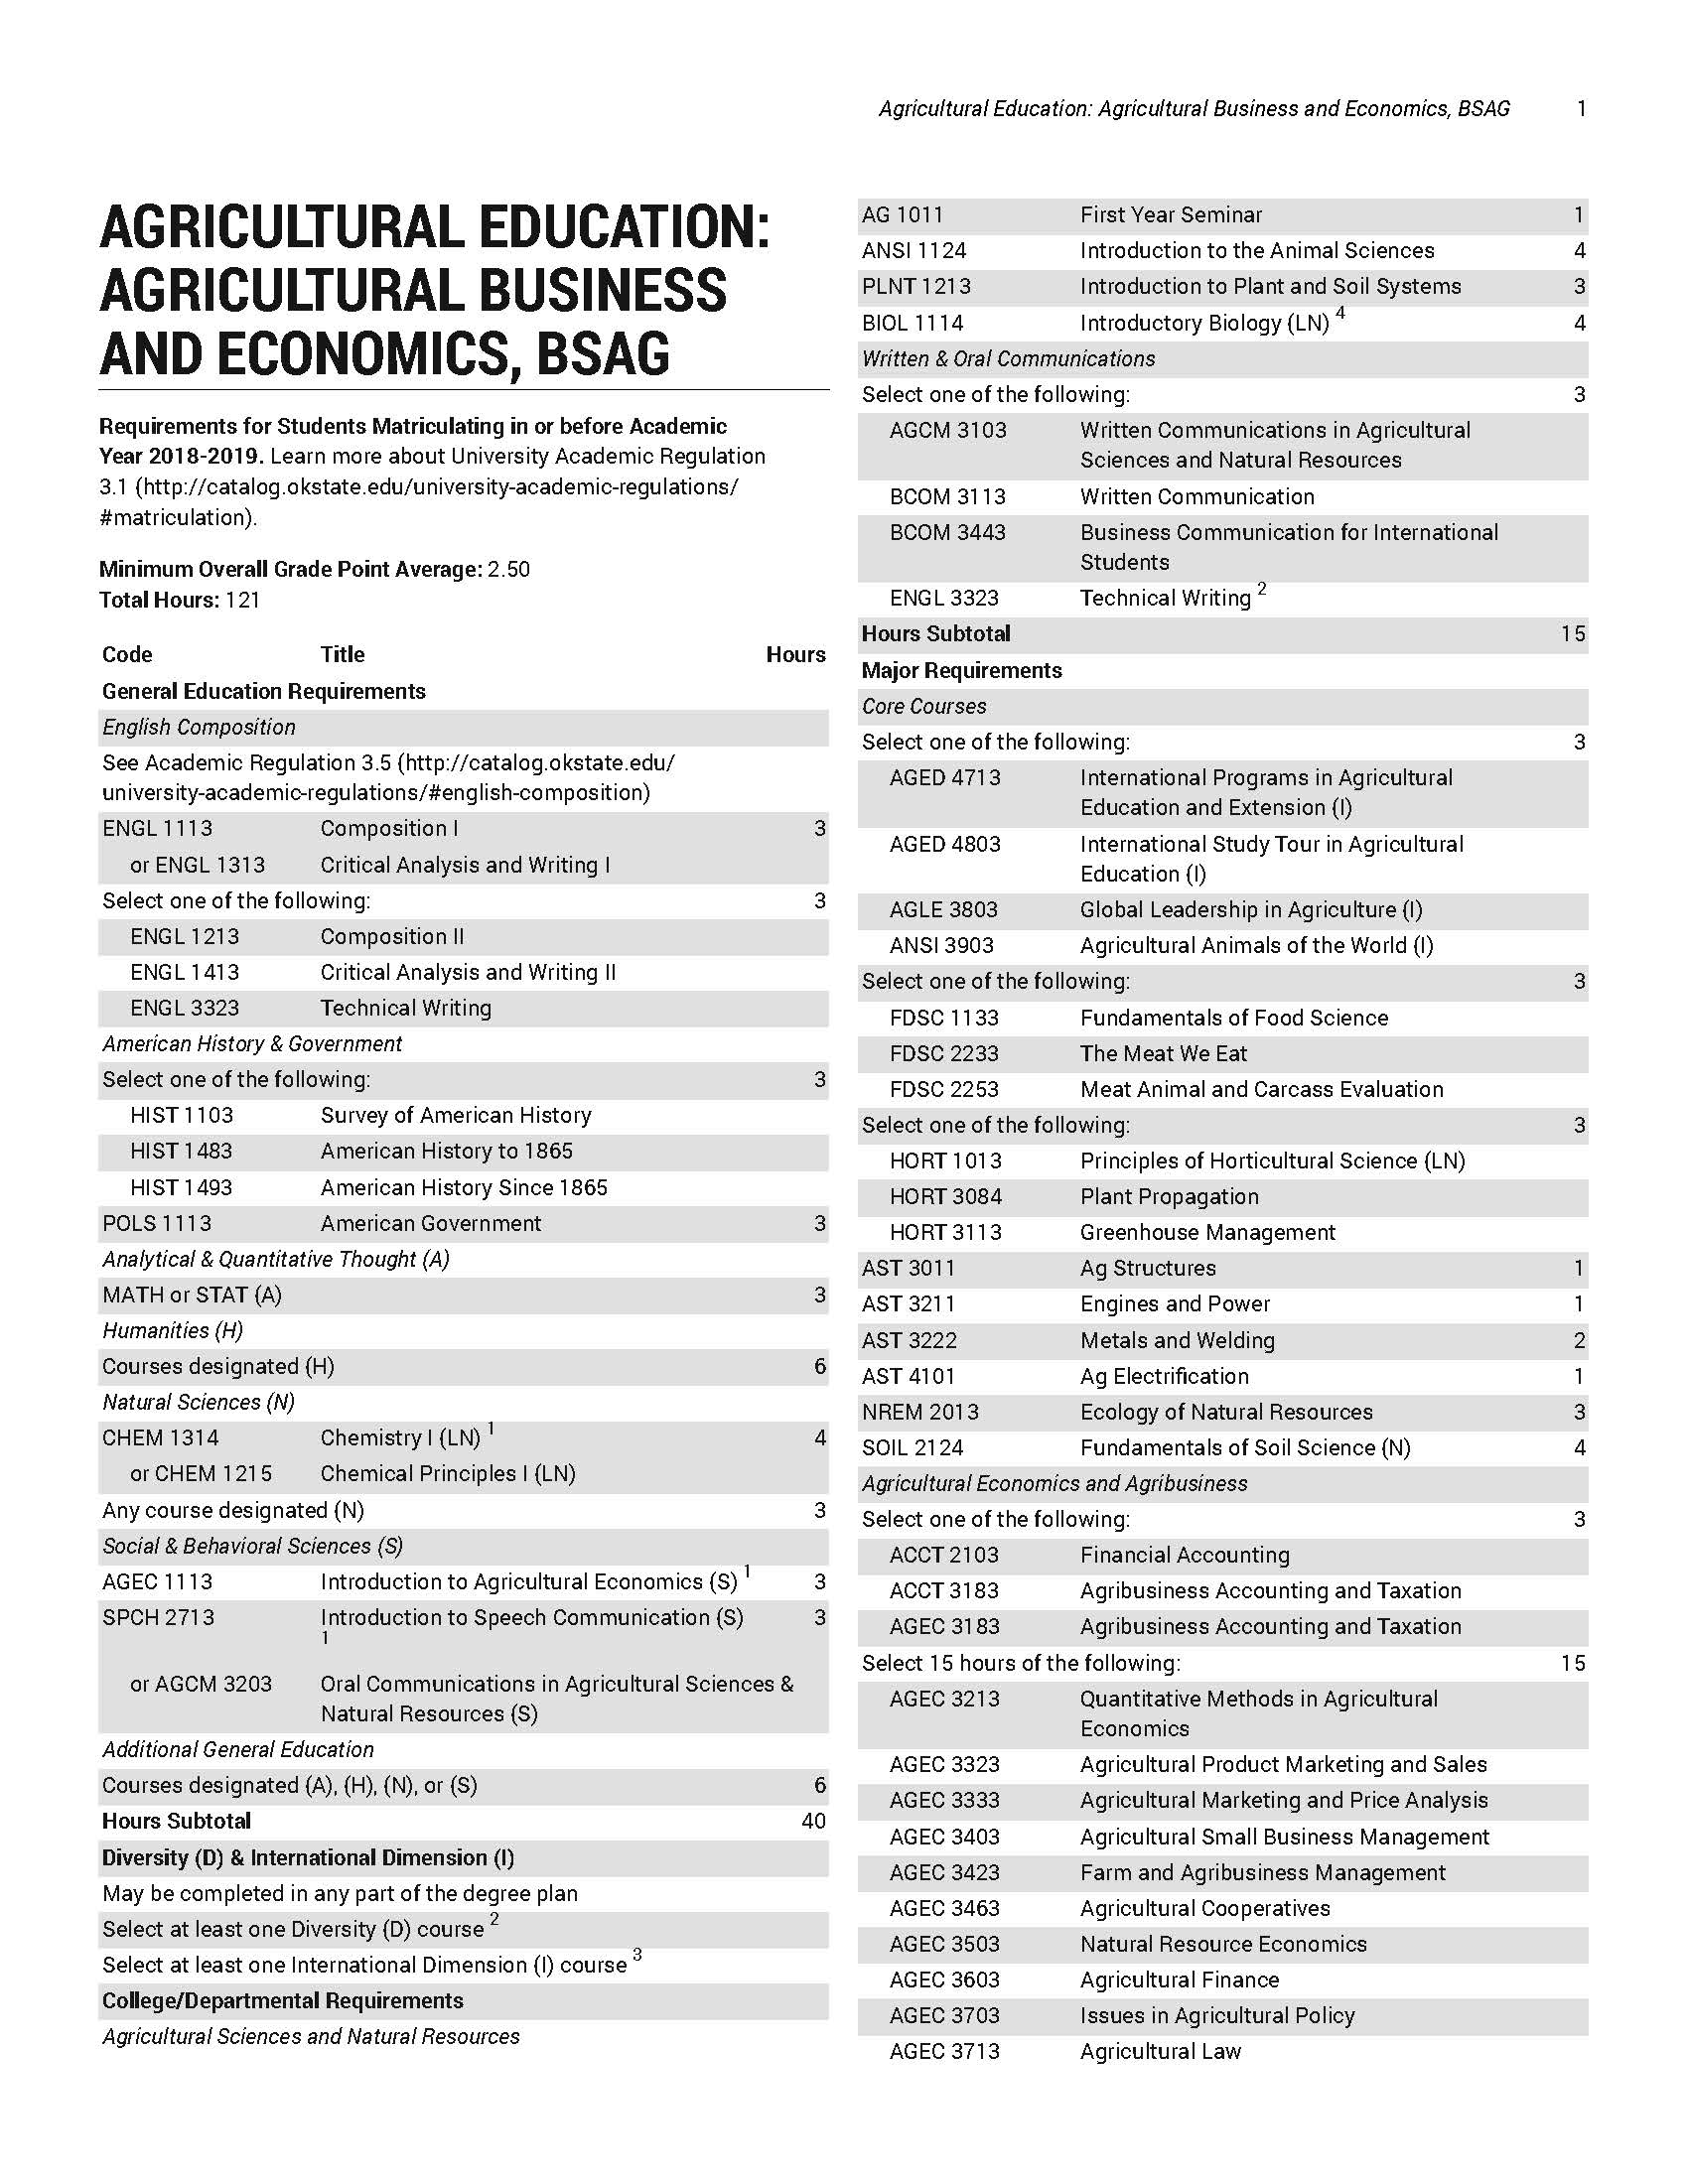 Agricultural Education: Agricultural Business and Economics, BSAG 1
AGRICULTURAL EDUCATION:
AGRICULTURAL BUSINESS
AND ECONOMICS, BSAG
Requirements for Students Matriculating in or before Academic
Year 2018-2019. Learn more about University Academic Regulation
3.1 (http://catalog.okstate.edu/university-academic-regulations/
#matriculation).
Minimum Overall Grade Point Average: 2.50
Total Hours: 121
Code Title Hours
General Education Requirements
English Composition
See Academic Regulation 3.5 (http://catalog.okstate.edu/
university-academic-regulations/#english-composition)
ENGL 1113 Composition I 3
or ENGL 1313 Critical Analysis and Writing I
Select one of the following: 3
ENGL 1213 Composition II
ENGL 1413 Critical Analysis and Writing II
ENGL 3323 Technical Writing
American History & Government
Select one of the following: 3
HIST 1103 Survey of American History
HIST 1483 American History to 1865
HIST 1493 American History Since 1865
POLS 1113 American Government 3
Analytical & Quantitative Thought (A)
MATH or STAT (A) 3
Humanities (H)
Courses designated (H) 6
Natural Sciences (N)
CHEM 1314 Chemistry I (LN) 1 4
or CHEM 1215 Chemical Principles I (LN)
Any course designated (N) 3
Social & Behavioral Sciences (S)
AGEC 1113 Introduction to Agricultural Economics (S) 1 3
SPCH 2713 Introduction to Speech Communication (S) 3
1
or AGCM 3203 Oral Communications in Agricultural Sciences &
Natural Resources (S)
Additional General Education
Courses designated (A), (H), (N), or (S) 6
Hours Subtotal 40
Diversity (D) & International Dimension (I)
May be completed in any part of the degree plan
Select at least one Diversity (D) course 2
Select at least one International Dimension (I) course 3
College/Departmental Requirements
Agricultural Sciences and Natural Resources
AG 1011 First Year Seminar 1
ANSI 1124 Introduction to the Animal Sciences 4
PLNT 1213 Introduction to Plant and Soil Systems 3
BIOL 1114 Introductory Biology (LN) 4 4
Written & Oral Communications
Select one of the following: 3
AGCM 3103 Written Communications in Agricultural
Sciences and Natural Resources
BCOM 3113 Written Communication
BCOM 3443 Business Communication for International
Students
ENGL 3323 Technical Writing 2
Hours Subtotal 15
Major Requirements
Core Courses
Select one of the following: 3
AGED 4713 International Programs in Agricultural
Education and Extension (I)
AGED 4803 International Study Tour in Agricultural
Education (I)
AGLE 3803 Global Leadership in Agriculture (I)
ANSI 3903 Agricultural Animals of the World (I)
Select one of the following: 3
FDSC 1133 Fundamentals of Food Science
FDSC 2233 The Meat We Eat
FDSC 2253 Meat Animal and Carcass Evaluation
Select one of the following: 3
HORT 1013 Principles of Horticultural Science (LN)
HORT 3084 Plant Propagation
HORT 3113 Greenhouse Management
AST 3011 Ag Structures 1
AST 3211 Engines and Power 1
AST 3222 Metals and Welding 2
AST 4101 Ag Electrification 1
NREM 2013 Ecology of Natural Resources 3
SOIL 2124 Fundamentals of Soil Science (N) 4
Agricultural Economics and Agribusiness
Select one of the following: 3
ACCT 2103 Financial Accounting
ACCT 3183 Agribusiness Accounting and Taxation
AGEC 3183 Agribusiness Accounting and Taxation
Select 15 hours of the following: 15
AGEC 3213 Quantitative Methods in Agricultural
Economics
AGEC 3323 Agricultural Product Marketing and Sales
AGEC 3333 Agricultural Marketing and Price Analysis
AGEC 3403 Agricultural Small Business Management
AGEC 3423 Farm and Agribusiness Management
AGEC 3463 Agricultural Cooperatives
AGEC 3503 Natural Resource Economics
AGEC 3603 Agricultural Finance
AGEC 3703 Issues in Agricultural Policy
AGEC 3713 Agricultural Law